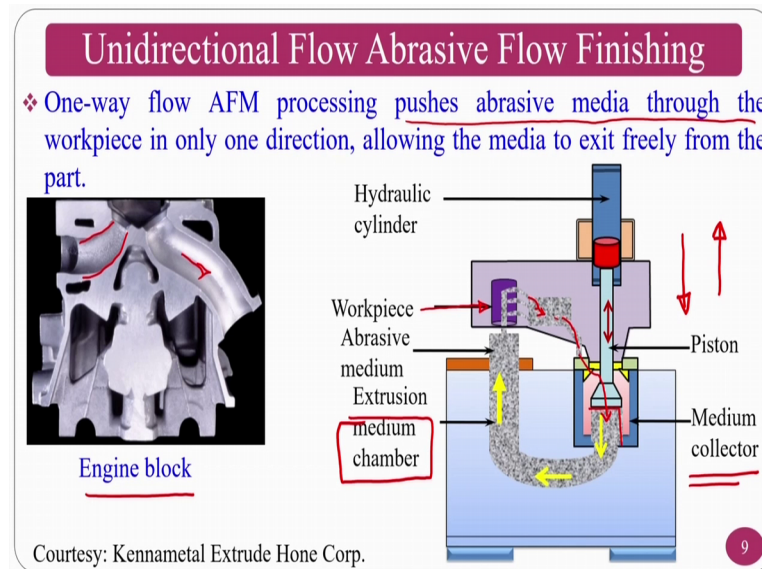 Unidirectional Flow Abrasive Flow Finishing
❖ One-way flow AFM processing pushes abrasive media through the
workpiece in only one direction, allowing the media to exit freely from the
part.
Hydraulic
cylinder
Workpiece
Abrasive
medium
Extrusion
medium
chamber
Piston
Medium
collector
Engine block
Courtesy: Kennametal Extrude Hone Corp.
9